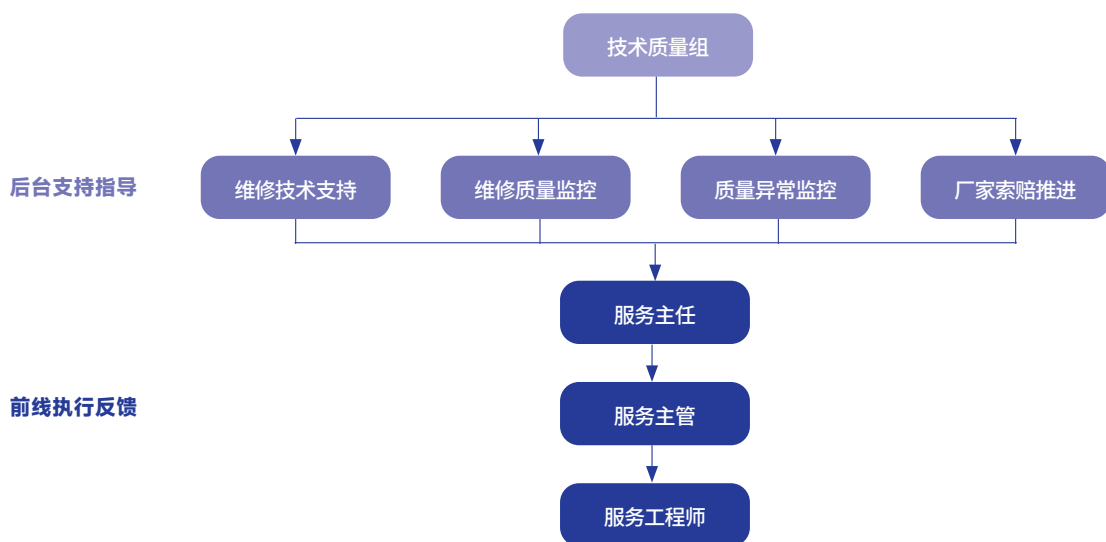 技术质量组
后台支持指导
维修技术支持
维修质量监控
质量异常监控
厂家索赔推进
服务主任
前线执行反馈
服务主管
服务工程师